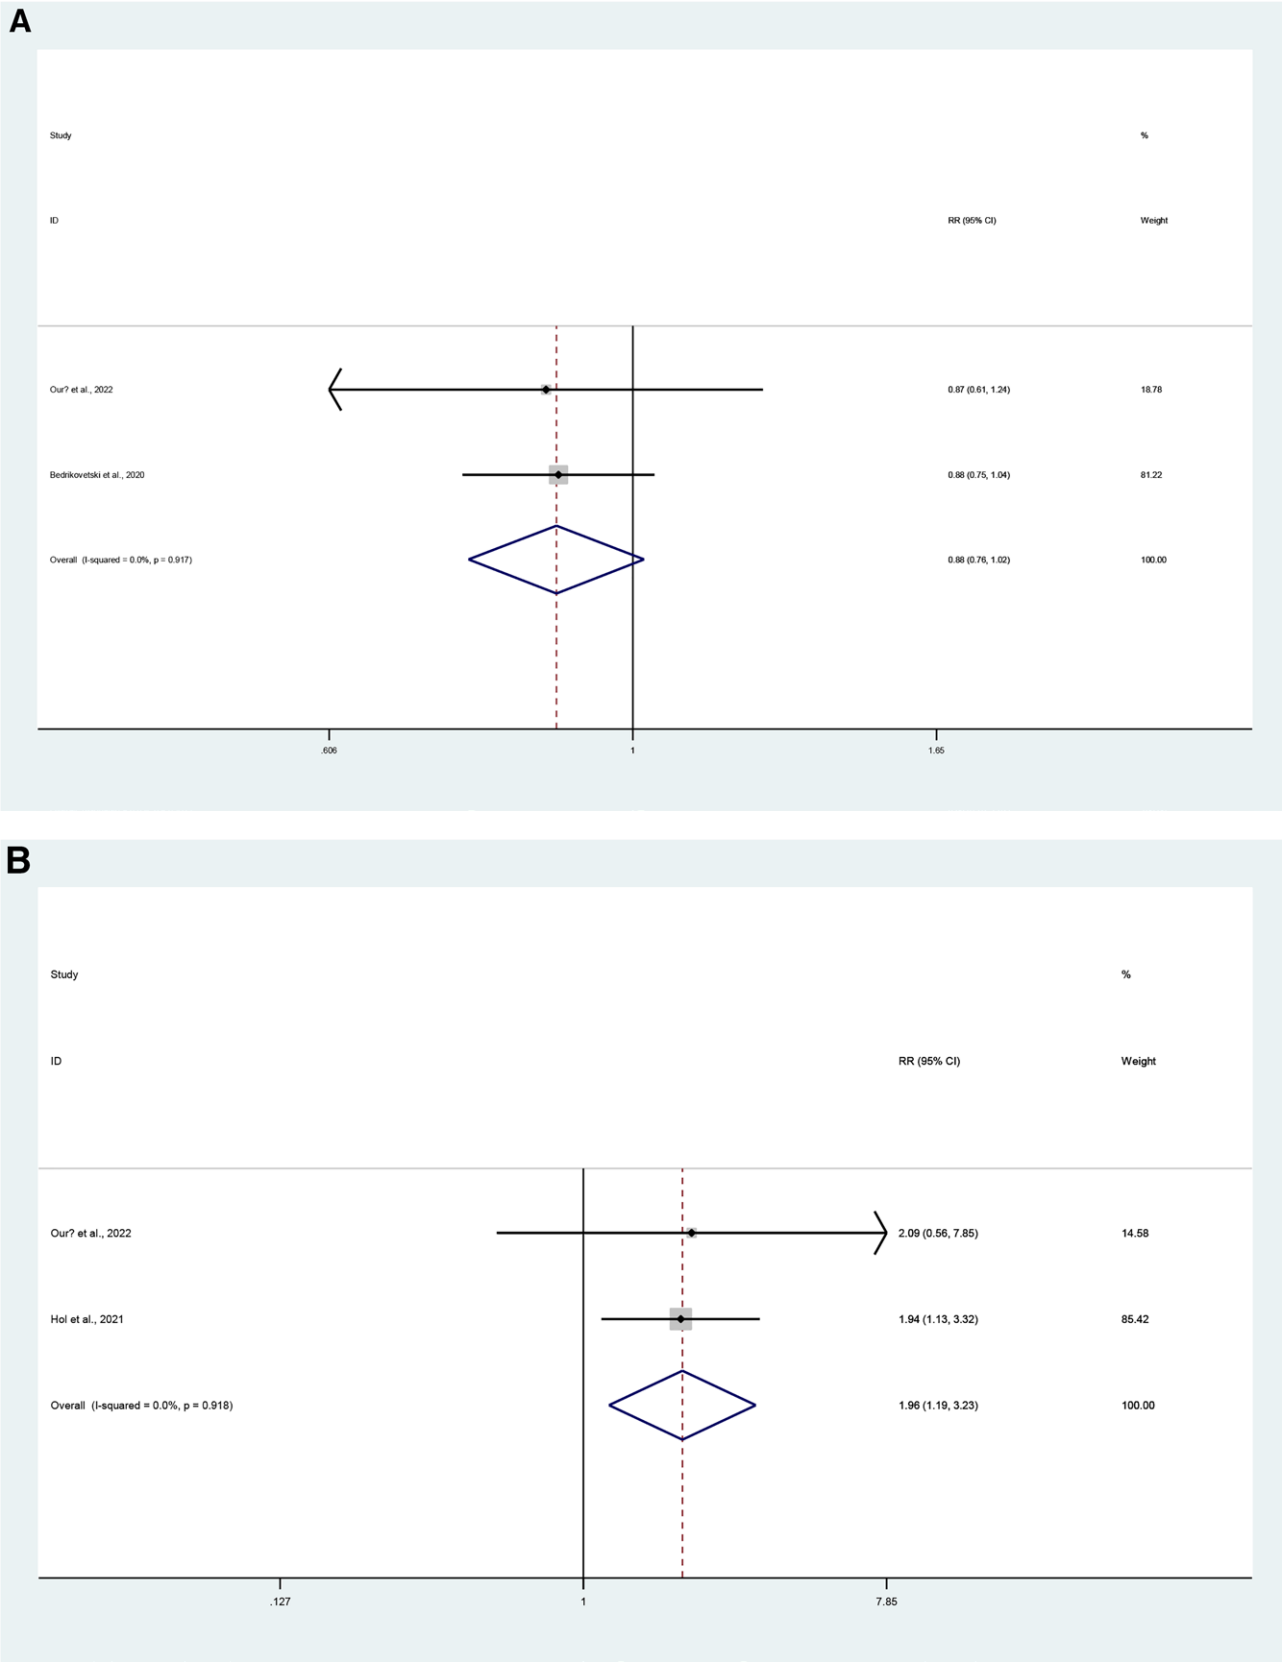 A
Study %
ID RR (95% CI) Weight
Our? et al., 2022 0.87 (0.61, 1.24) 18.78
Bedrikovetski et al., 2020 0.88 (0.75, 1.04) 81.22
Overall (I-squared = 0.0%, p = 0.917) 0.88 (0.76, 1.02) 100.00
.606 1 1.65
B
Study %
ID RR (95% CI) Weight
Our? et al., 2022 2.09 (0.56, 7.85) 14.58
Hol et al., 2021 1.94 (1.13, 3.32) 85.42
Overall (I-squared = 0.0%, p = 0.918) 1.96 (1.19, 3.23) 100.00
.127 1 7.85